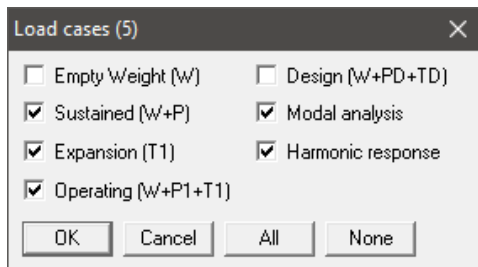 Load cases (5)
Empty Weight (W)
Design (W+PD+TD)
Sustained (W+P)
Modal analysis
Expansion (T1)
Harmonic response
Operating (W+P1+T1)
OK
Cancel
All
None